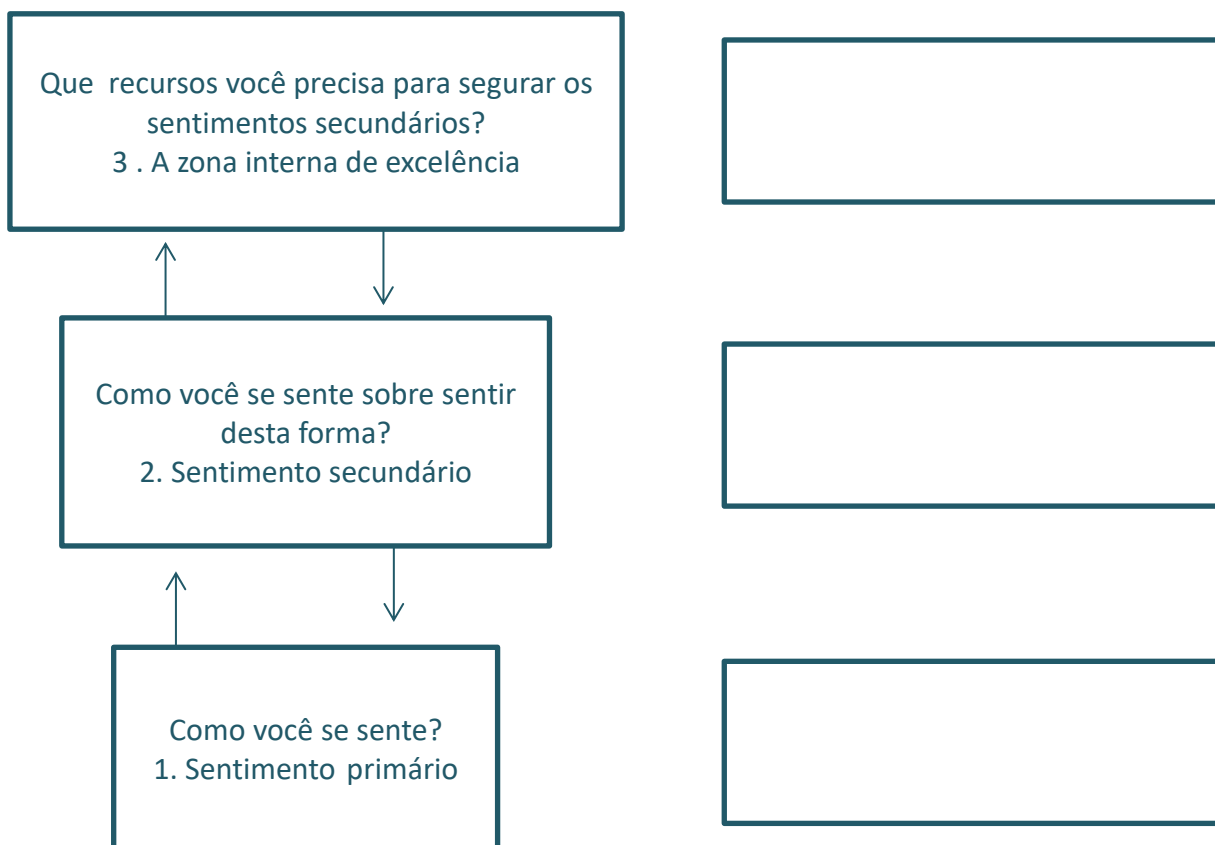 Que recursos você precisa para segurar os
sentimentos secundários?
3 . A zona interna de excelência
Como você se sente sobre sentir
desta forma?
2. Sentimento secundário
Como você se sente?
1. Sentimento primário